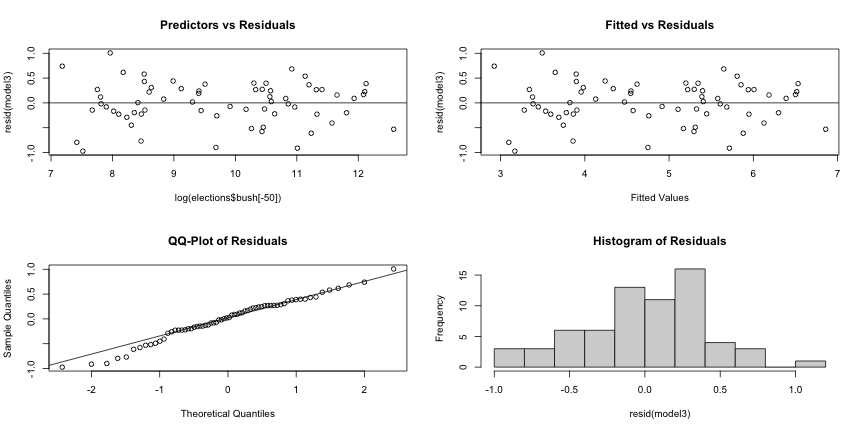 Predictors vs Residuals
resid(model3)
-1.0 0.0 0.5 1.0
7 8 9 10 11 12
log(elections$bush[-50])
Fitted vs Residuals
resid(model3)
-1.0 0.0 0.5 1.0
3 4 5 6 7
Fitted Values
QQ-Plot of Residuals
Sample Quantiles
-1.0 0.0 0.5 1.0
-2 -1 0 1 2
Theoretical Quantiles
Histogram of Residuals
Frequency
0 5 10 15
-1.0 -0.5 0.0 0.5 1.0
resid(model3)